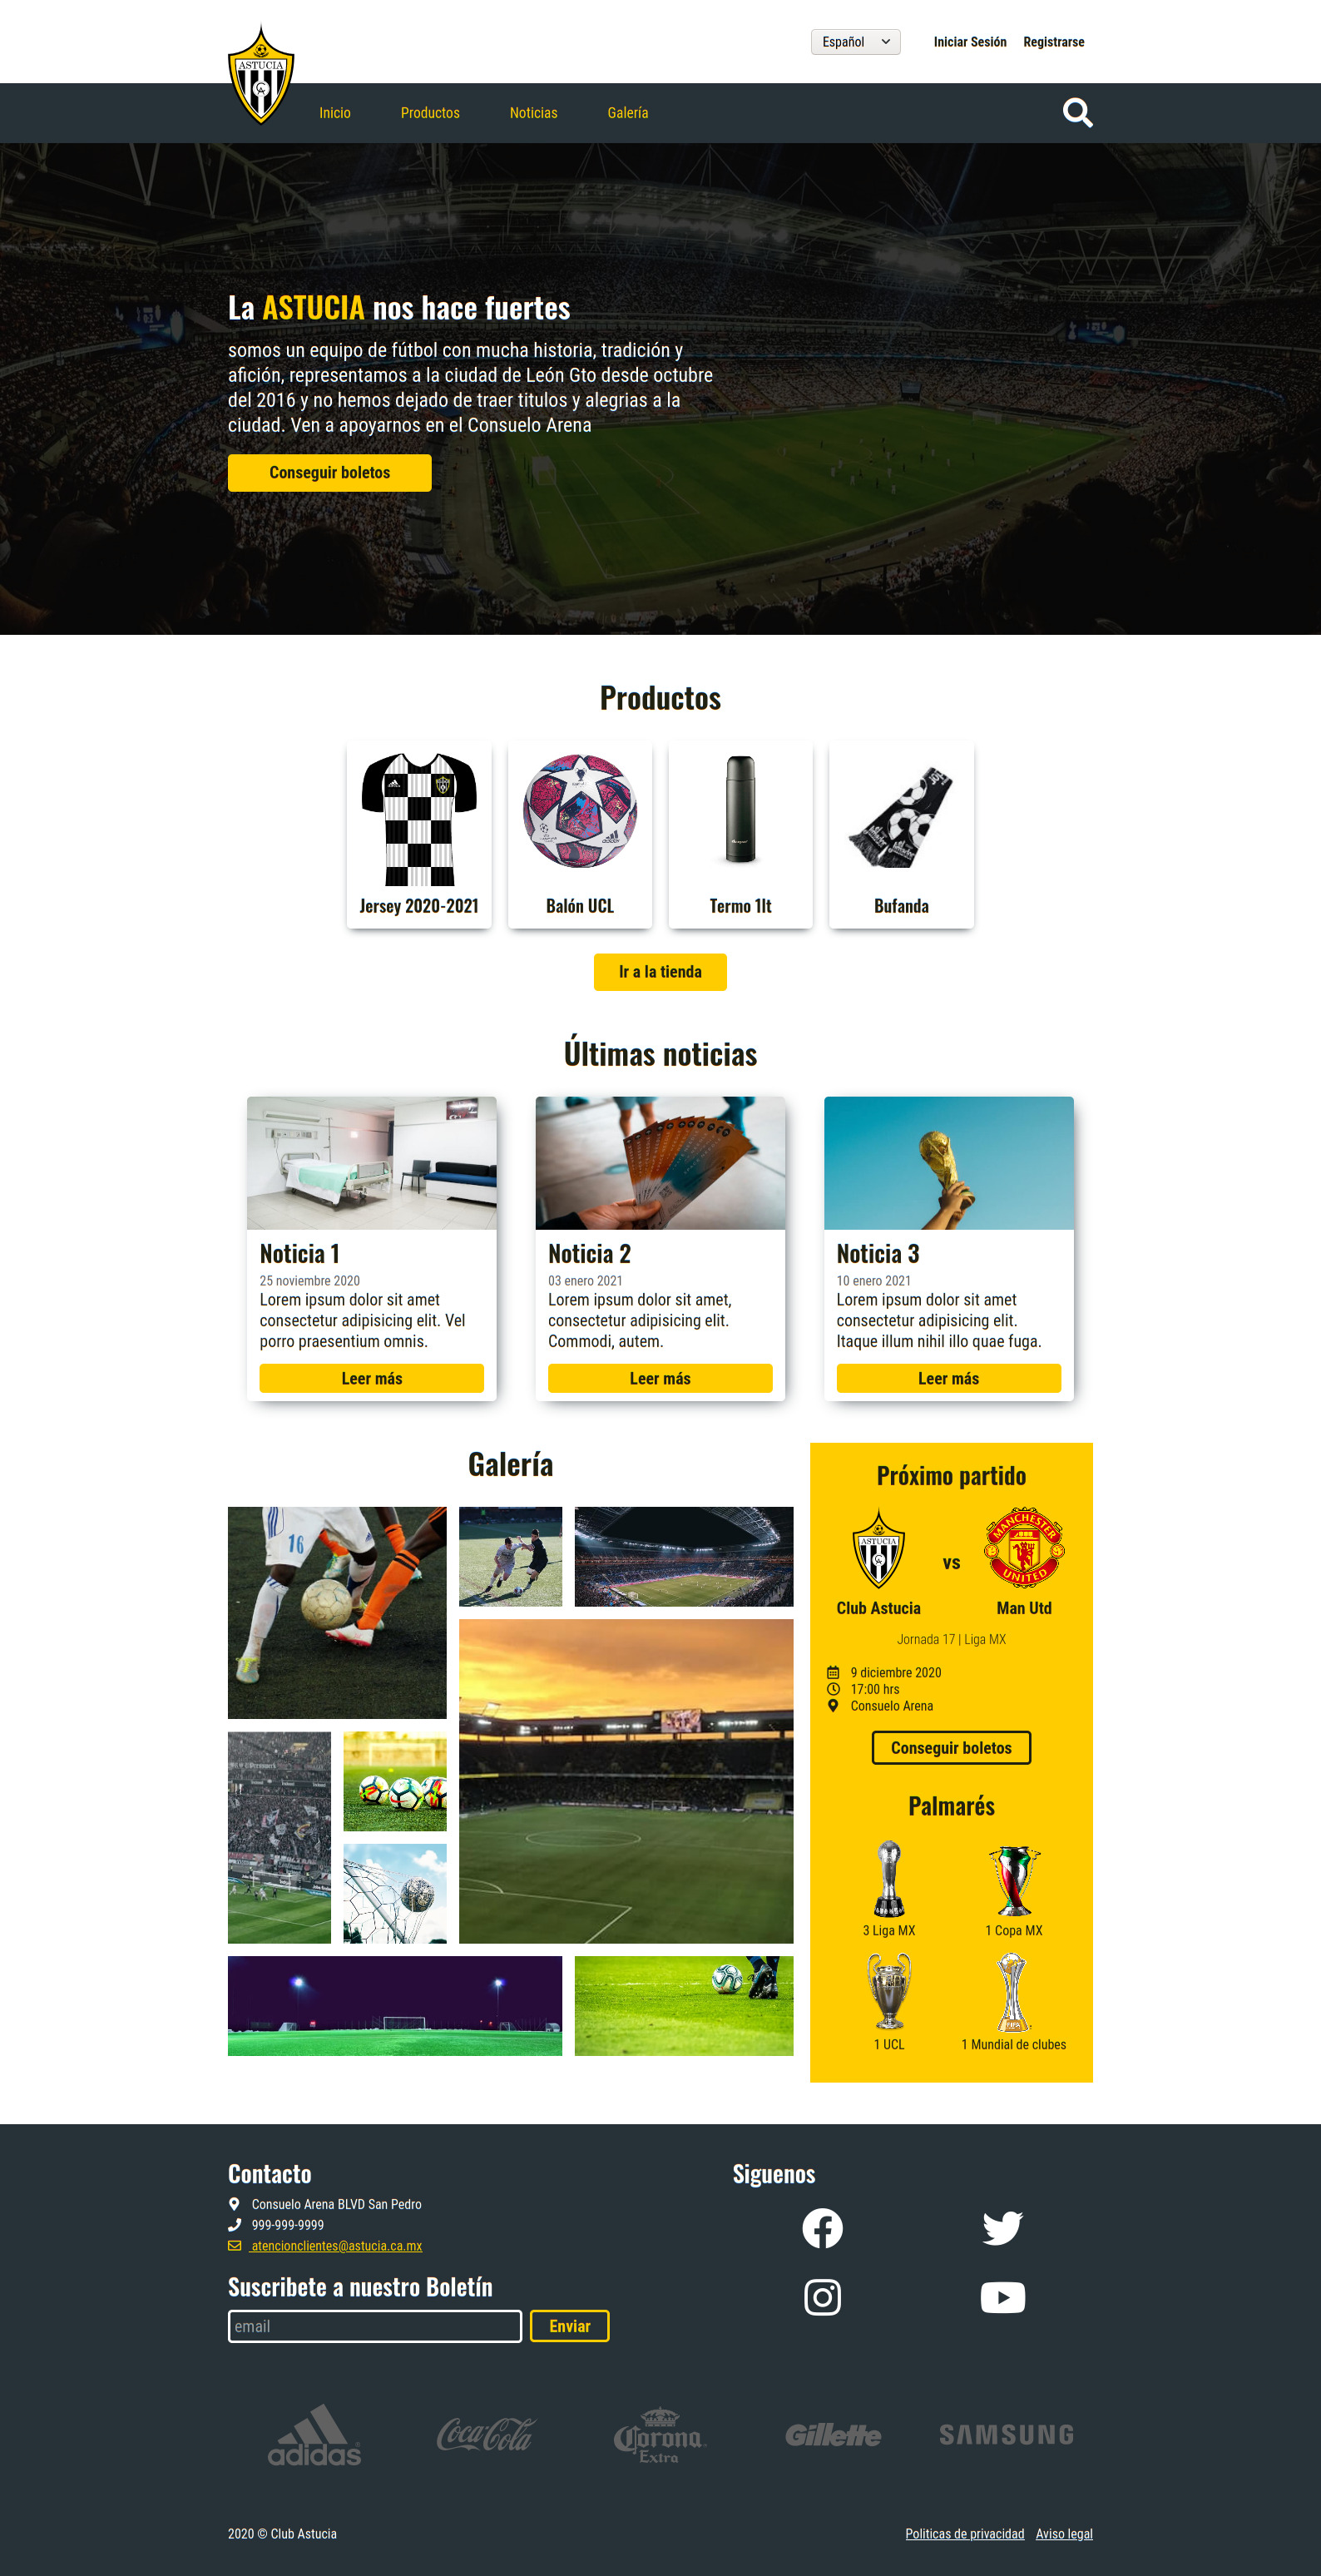 ASTUCIA
CA
Español
Iniciar Sesión
Registrarse
Inicio
Productos
Noticias
Galería
La ASTUCIA nos hace fuertes
somos un equipo de fútbol con mucha historia, tradición y
afición, representamos a la ciudad de León Gto desde octubre
del 2016 y no hemos dejado de traer titulos y alegrias a la
ciudad. Ven a apoyarnos en el Consuelo Arena
Conseguir boletos
Productos
adidas
Jersey 2020-2021
Balón UCL
Termo 1lt
Bufanda
Ir a la tienda
Últimas noticias
Noticia 1
25 noviembre 2020
Lorem ipsum dolor sit amet
consectetur adipisicing elit. Vel
porro praesentium omnis.
Leer más
Noticia 2
03 enero 2021
Lorem ipsum dolor sit amet,
consectetur adipisicing elit.
Commodi, autem.
Leer más
Noticia 3
10 enero 2021
Lorem ipsum dolor sit amet
consectetur adipisicing elit.
Itaque illum nihil illo quae fuga.
Leer más
Galería
16
Próximo partido
ASTUCIA
vs
MANCHESTER
UNITED
Club Astucia
Man Utd
Jornada 17 | Liga MX
9 diciembre 2020
17:00 hrs
Consuelo Arena
Conseguir boletos
Palmarés
3 Liga MX
1 Copa MX
1 UCL
1 Mundial de clubes
Contacto
Consuelo Arena BLVD San Pedro
999-999-9999
atencionclientes@astucia.ca.mx
Suscribete a nuestro Boletín
email
Enviar
Siguenos
adidas
Coca-Cola
Corona
Extra
Gillette
SAMSUNG
2020 © Club Astucia
Politicas de privacidad
Aviso legal